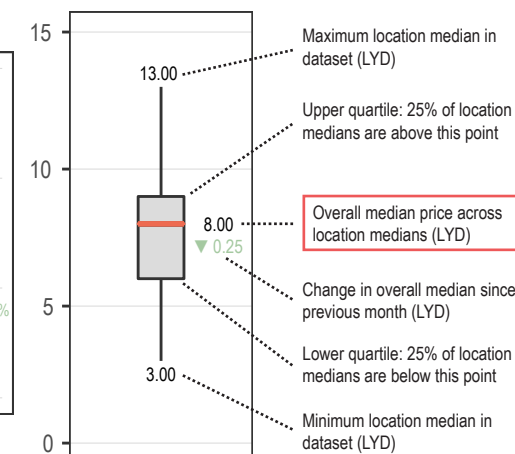 15
Maximum location median in
dataset (LYD)
13.00
Upper quartile: 25% of location
medians are above this point
10
8.00
Overall median price across
location medians (LYD)
▼ 0.25
Change in overall median since
previous month (LYD)
%
5
Lower quartile: 25% of location
medians are below this point
3.00
Minimum location median in
dataset (LYD)
0